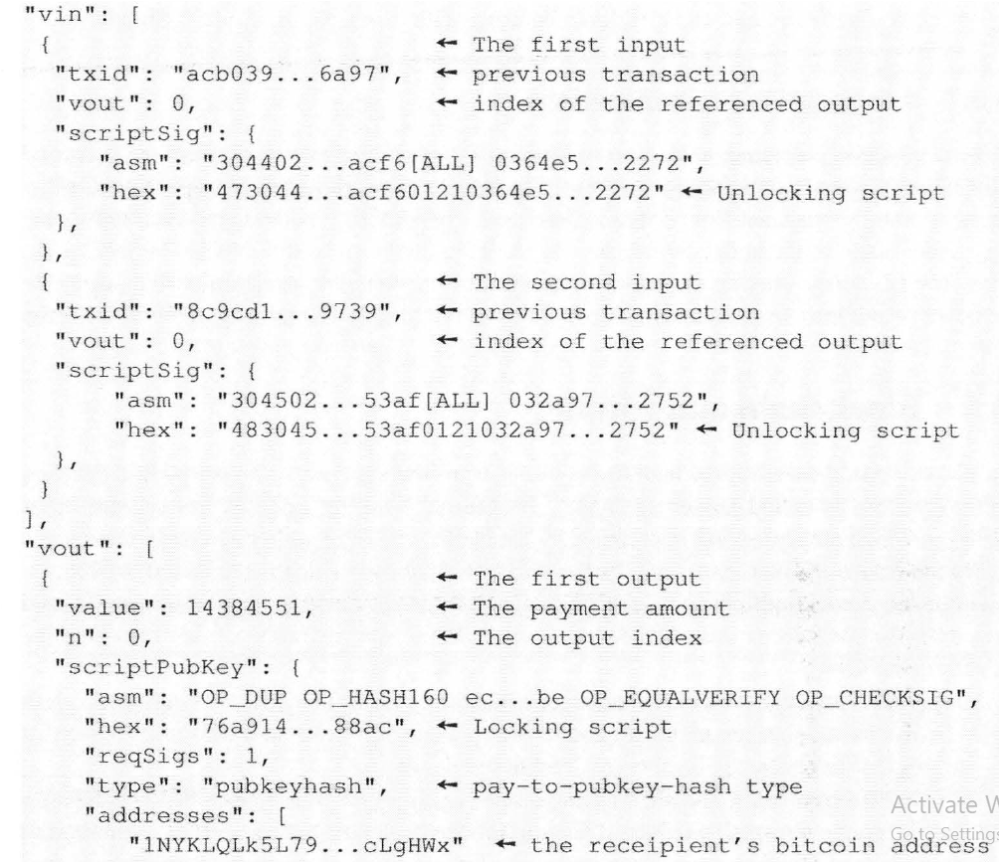 "vin": [
{ ← The first input
"txid": "acb039...6a97", ← previous transaction
"vout": 0, ← index of the referenced output
"scriptSig": {
"asm": "304402...acf6[ALL] 0364e5...2272",
"hex": "473044...acf601210364e5...2272" ← Unlocking script
},
},
{ ← The second input
"txid": "8c9cd1...9739", ← previous transaction
"vout": 0, ← index of the referenced output
"scriptSig": {
"asm": "304502...53af[ALL] 032a97...2752",
"hex": "483045...53af0121032a97...2752" ← Unlocking script
},
}
],
"vout": [
{ ← The first output
"value": 14384551, ← The payment amount
"n": 0, ← The output index
"scriptPubKey": {
"asm": "OP_DUP OP_HASH160 ec...be OP_EQUALVERIFY OP_CHECKSIG",
"hex": "76a914...88ac", ← Locking script
"reqSigs": 1,
"type": "pubkeyhash", ← pay-to-pubkey-hash type
"addresses": [
Activate W
Go to Settings
"1NYKLQLk5L79...cLgHWx" ← the receipient's bitcoin address